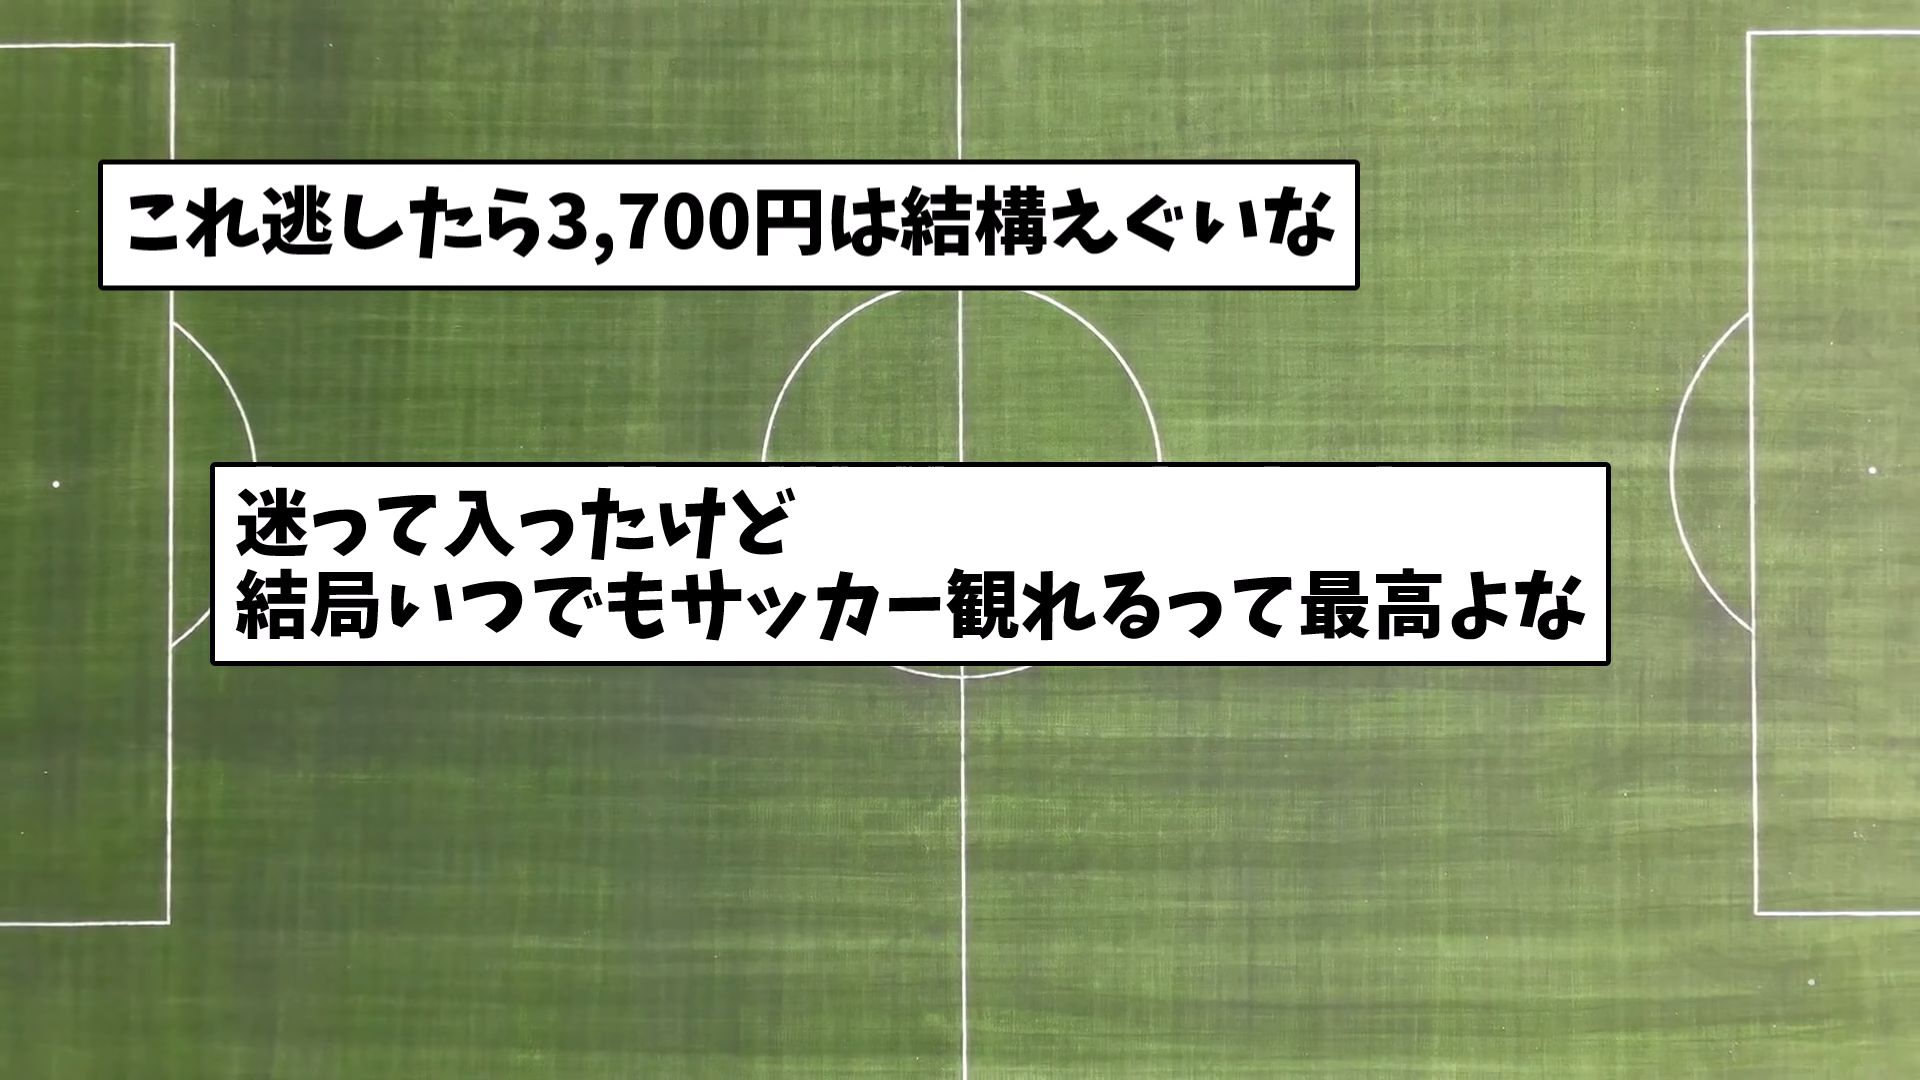 これ逃したら3,700円は結構えぐいな
迷って入ったけど
結局いつでもサッカー観れるって最高よな